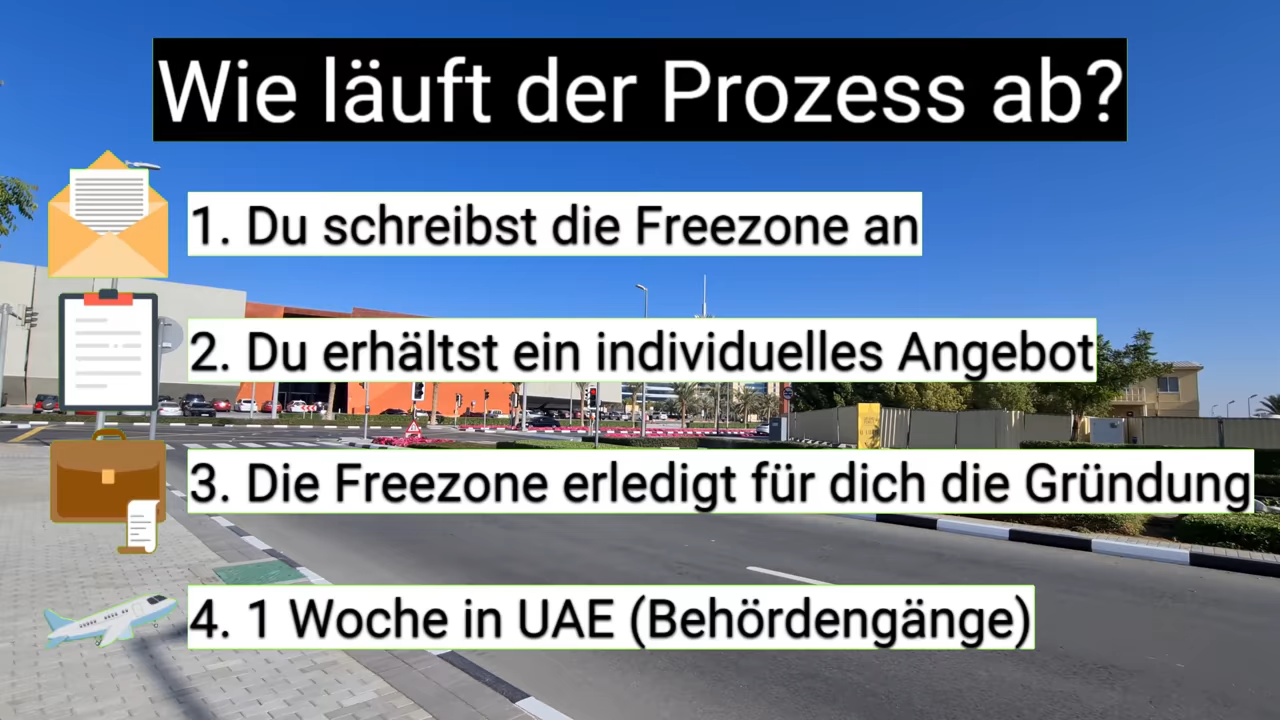 Wie läuft der Prozess ab?
1. Du schreibst die Freezone an
2. Du erhältst ein individuelles Angebot
3. Die Freezone erledigt für dich die Gründung
4. 1 Woche in UAE (Behördengänge)